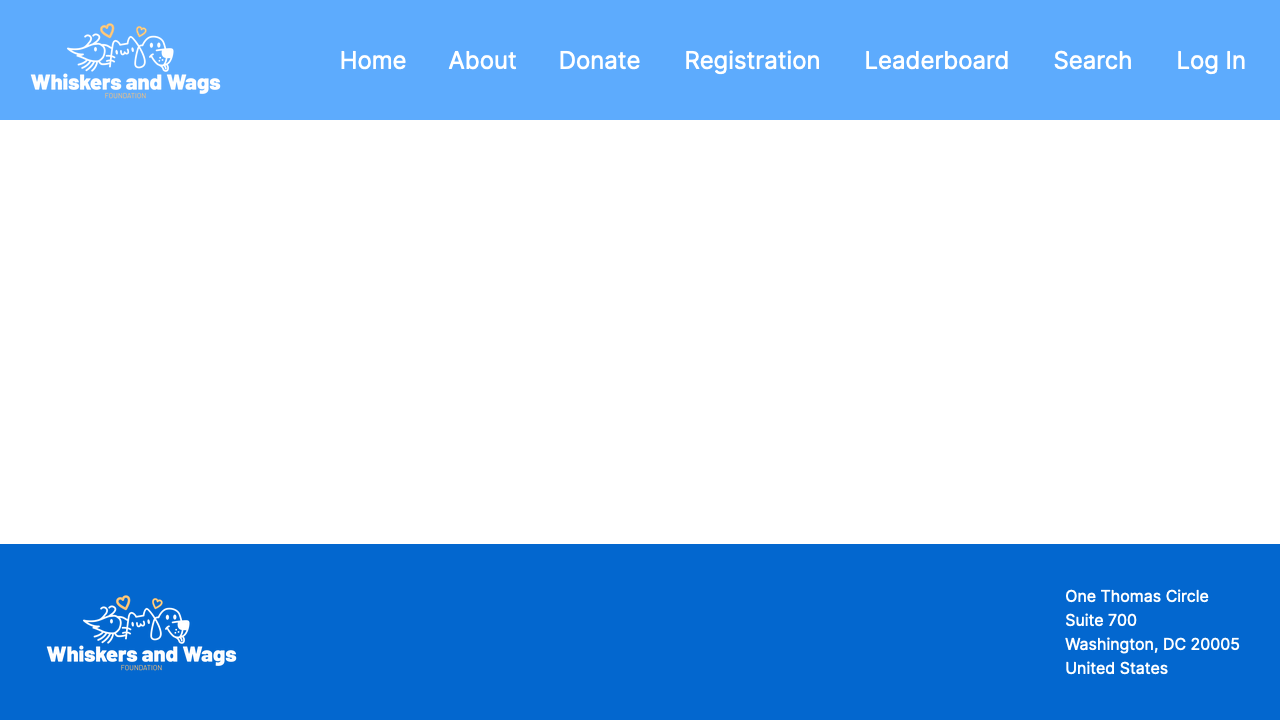 Whiskers and Wags
FOUNDATION
Home About Donate Registration Leaderboard Search Log In
Whiskers and Wags
FOUNDATION
One Thomas Circle
Suite 700
Washington, DC 20005
United States